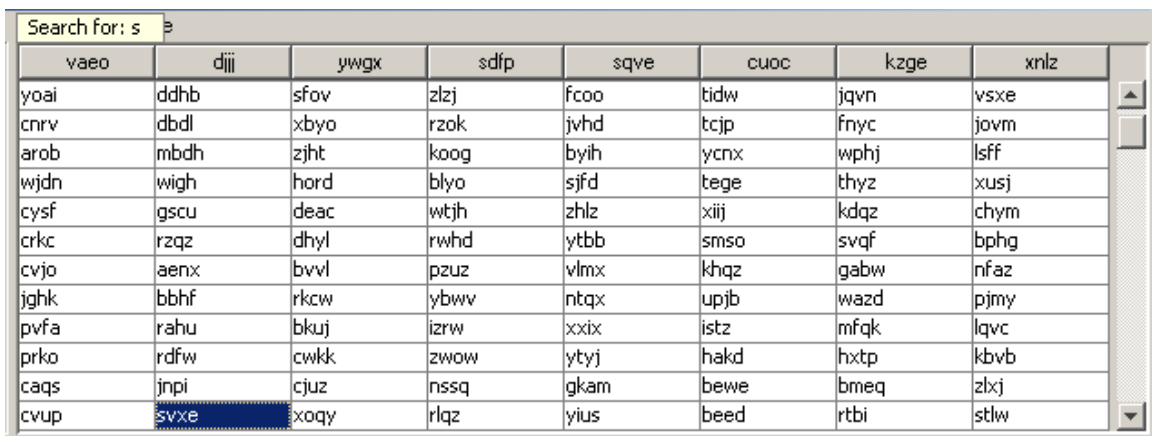 Search for: s e
vaeo djjj ywgx sdfp sqve cuoc kzge xnlz
yoai ddhb sfov zlzj fcoo tidw jqvn vsxe
cnrv dbdl xbyo rzok jvhd tcjp fnyc jovm
arob mbdh zjht koog byih ycnx wphj lsff
wjdn wigh hord blyo sjfd tege thyz xusj
cysf gscu deac wtjh zhlz xiij kdqz chym
crkc rzqz dhyl rwhd ytbb smso svqf bphg
cvjo aenx bvvl pzuz vlmx khqz gabw nfaz
jghk bbhf rkcw ybwv ntqx upjb wazd pjmy
pvfa rahu bkuj izrw xxix istz mfqk lqvc
prko rdfw cwkk zwow ytyj hakd hxtp kbvb
caqs jnpi cjuz nssq gkam bewe bmeq zlxj
cvup svxe xoqy rlqz yius beed rtbi stlw